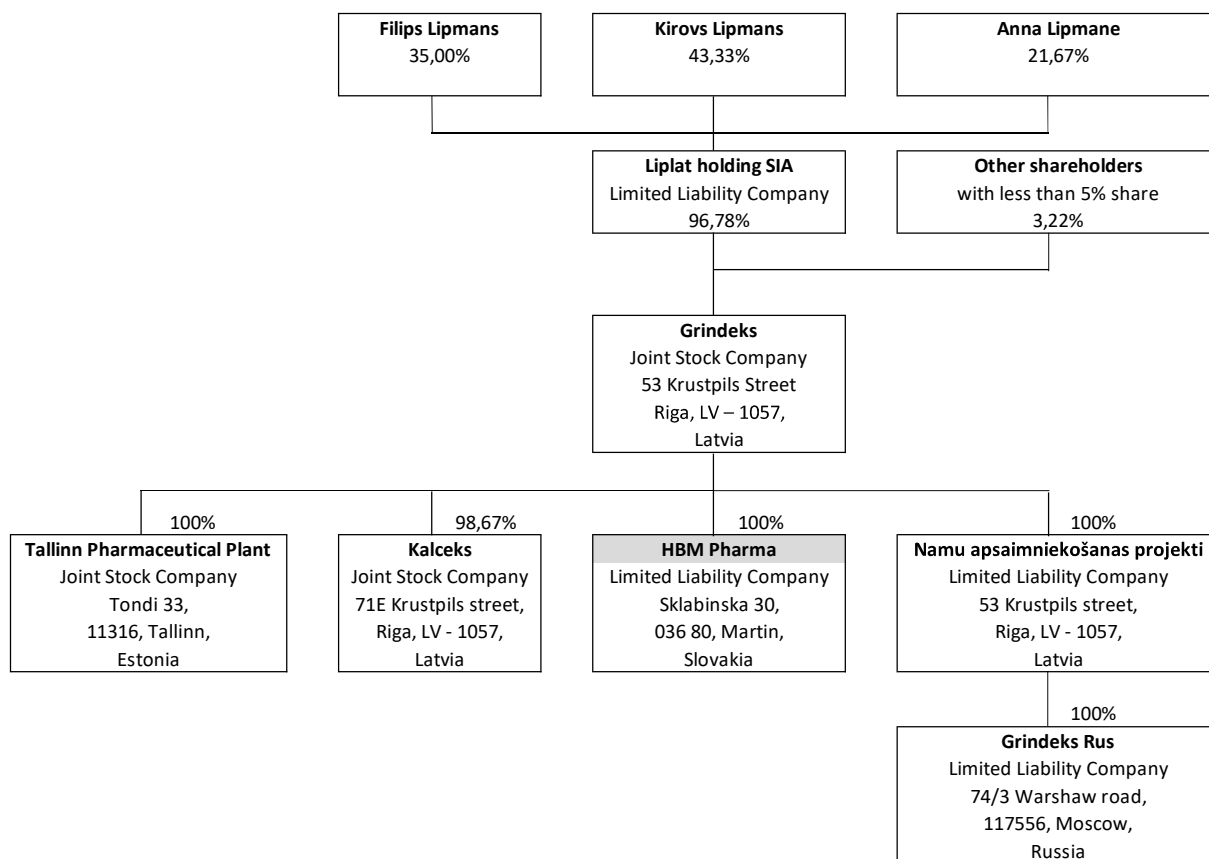 Filips Lipmans
35,00%
Kirovs Lipmans
43,33%
Anna Lipmane
21,67%
Liplat holding SIA
Limited Liability Company
96,78%
Other shareholders
with less than 5% share
3,22%
Grindeks
Joint Stock Company
53 Krustpils Street
Riga, LV – 1057,
Latvia
100%
Tallinn Pharmaceutical Plant
Joint Stock Company
Tondi 33,
11316, Tallinn,
Estonia
98,67%
Kalceks
Joint Stock Company
71E Krustpils street,
Riga, LV - 1057,
Latvia
100%
HBM Pharma
Limited Liability Company
Sklabinska 30,
036 80, Martin,
Slovakia
100%
Namu apsaimniekošanas projekti
Limited Liability Company
53 Krustpils street,
Riga, LV - 1057,
Latvia
100%
Grindeks Rus
Limited Liability Company
74/3 Warshaw road,
117556, Moscow,
Russia